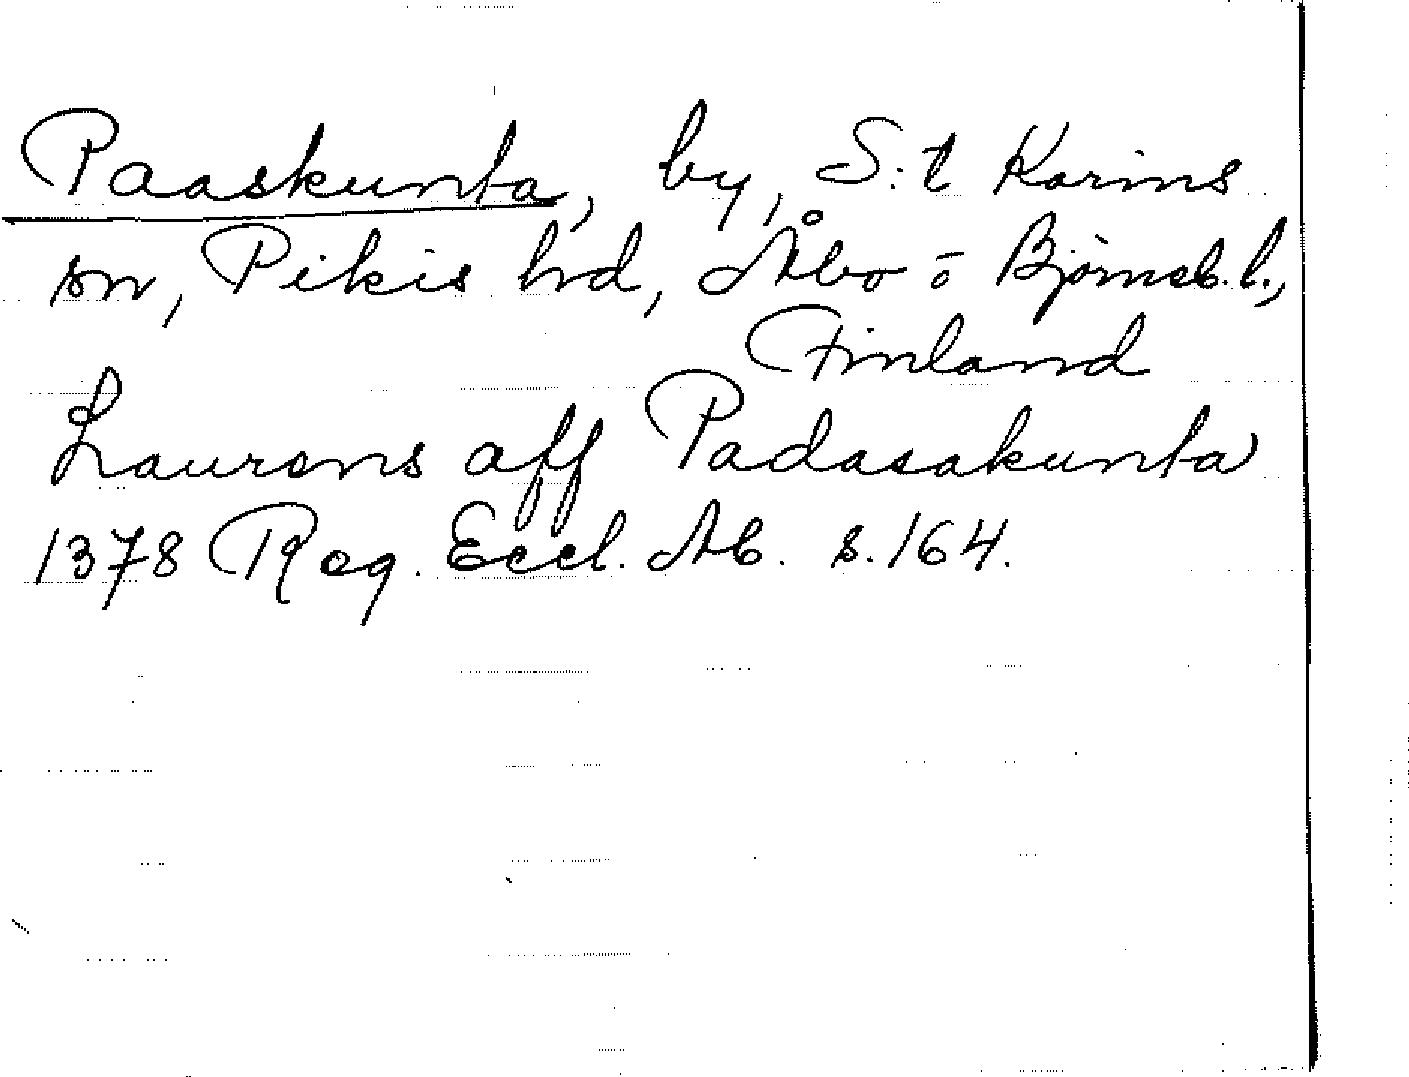 Paaskunta, by, S:t Karins
sn, Pikis hd, Åbo o Björneb. l.,
Finland
Laurens aff Padasakunta
1378 Reg. Eccl. Ab. s. 164.